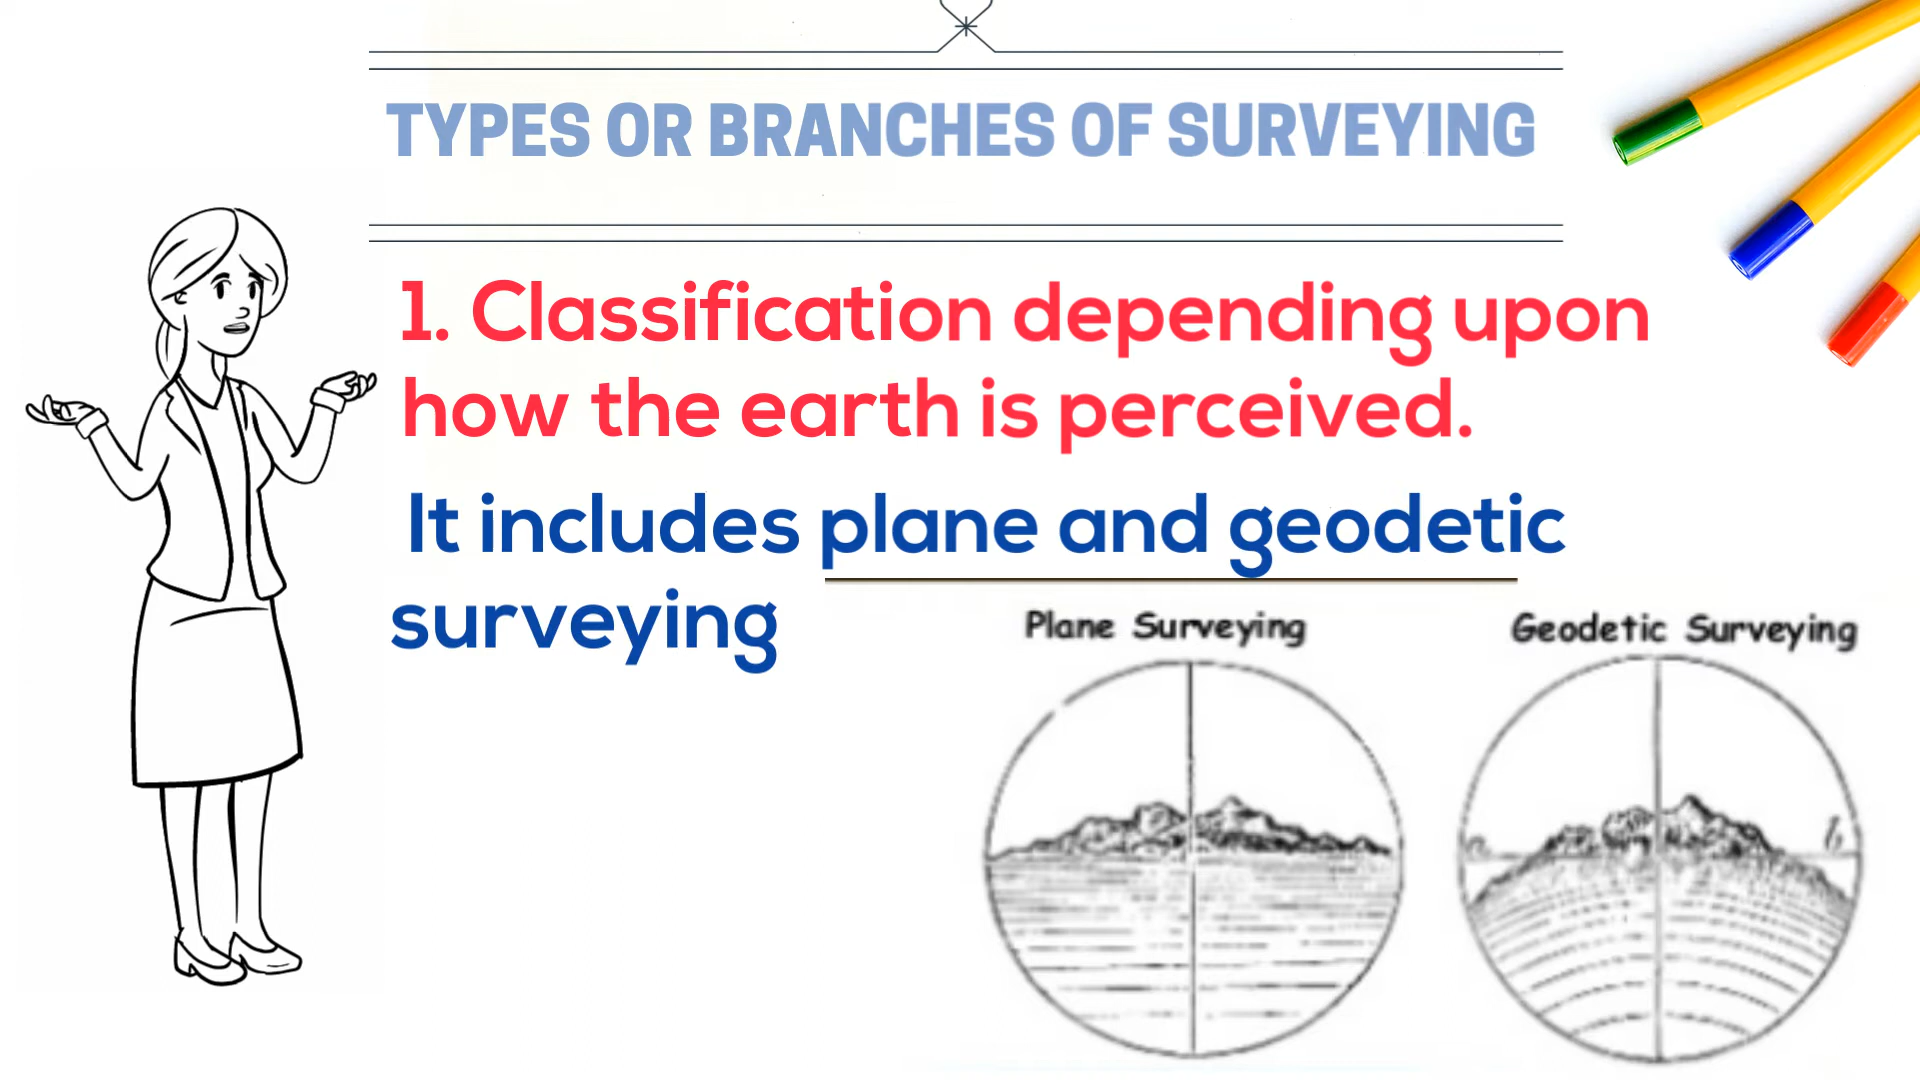 TYPES OR BRANCHES OF SURVEYING
1. Classification depending upon
how the earth is perceived.
It includes plane and geodetic
surveying
Plane Surveying
Geodetic Surveying
a
b